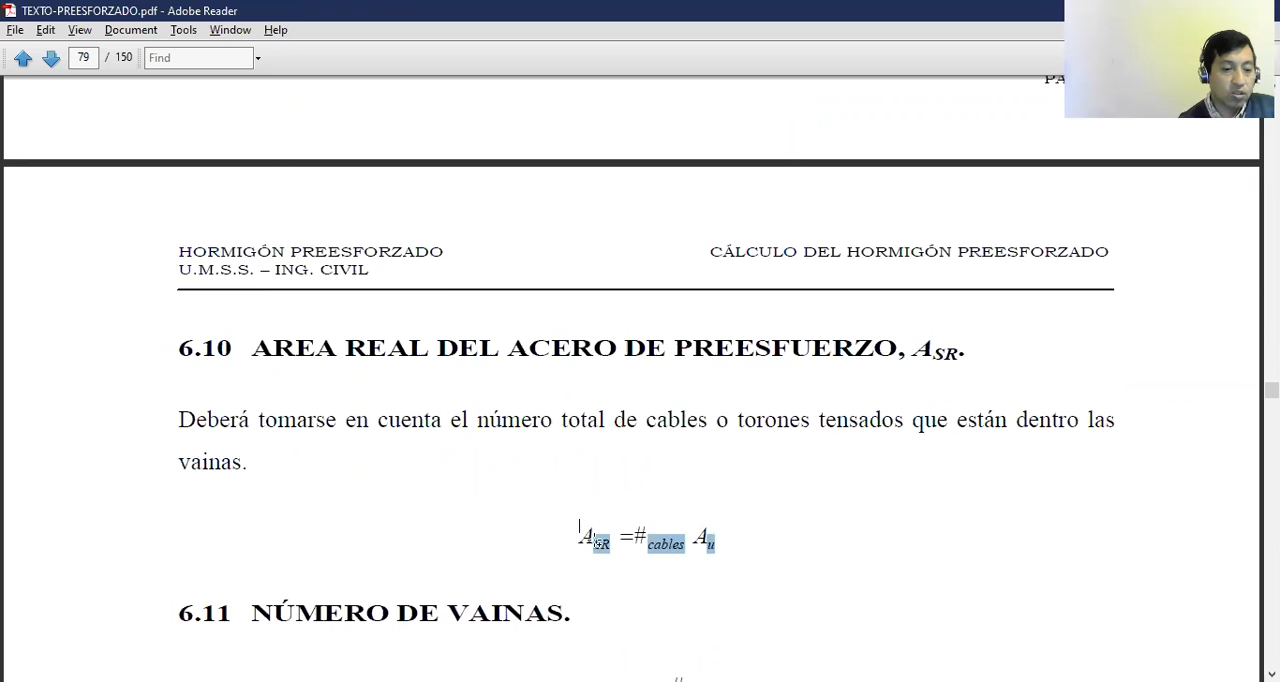 TEXTO-PREESFORZADO.pdf - Adobe Reader
File Edit View Document Tools Window Help
79 / 150 Find
HORMIGÓN PREESFORZADO CÁLCULO DEL HORMIGÓN PREESFORZADO
U.M.S.S. – ING. CIVIL
6.10 AREA REAL DEL ACERO DE PREESFUERZO, ASR.
Deberá tomarse en cuenta el número total de cables o torones tensados que están dentro las
vainas.
ASR =#cables Au
6.11 NÚMERO DE VAINAS.